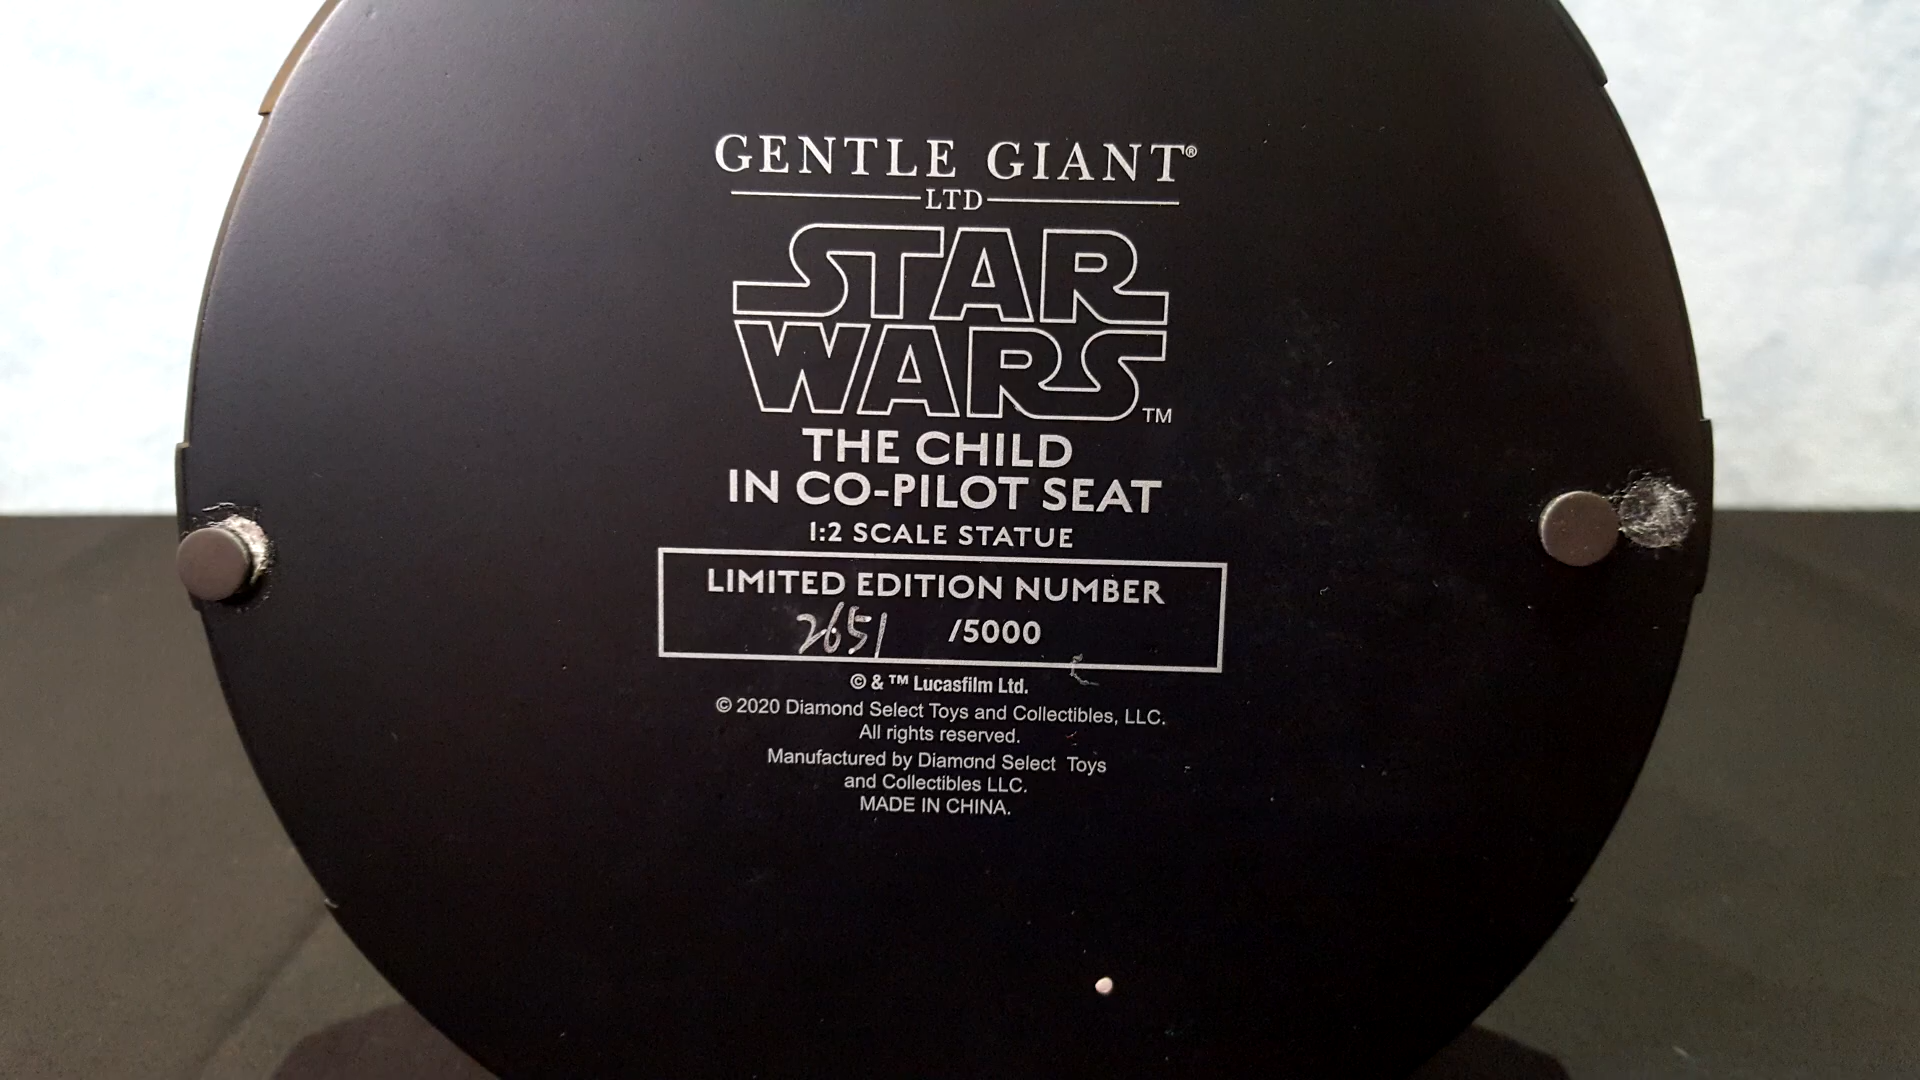 GENTLE GIANT®
LTD
STAR
WARS™
THE CHILD
IN CO-PILOT SEAT
1:2 SCALE STATUE
LIMITED EDITION NUMBER
2651 /5000
© & ™ Lucasfilm Ltd.
© 2020 Diamond Select Toys and Collectibles, LLC.
All rights reserved.
Manufactured by Diamond Select Toys
and Collectibles LLC.
MADE IN CHINA.